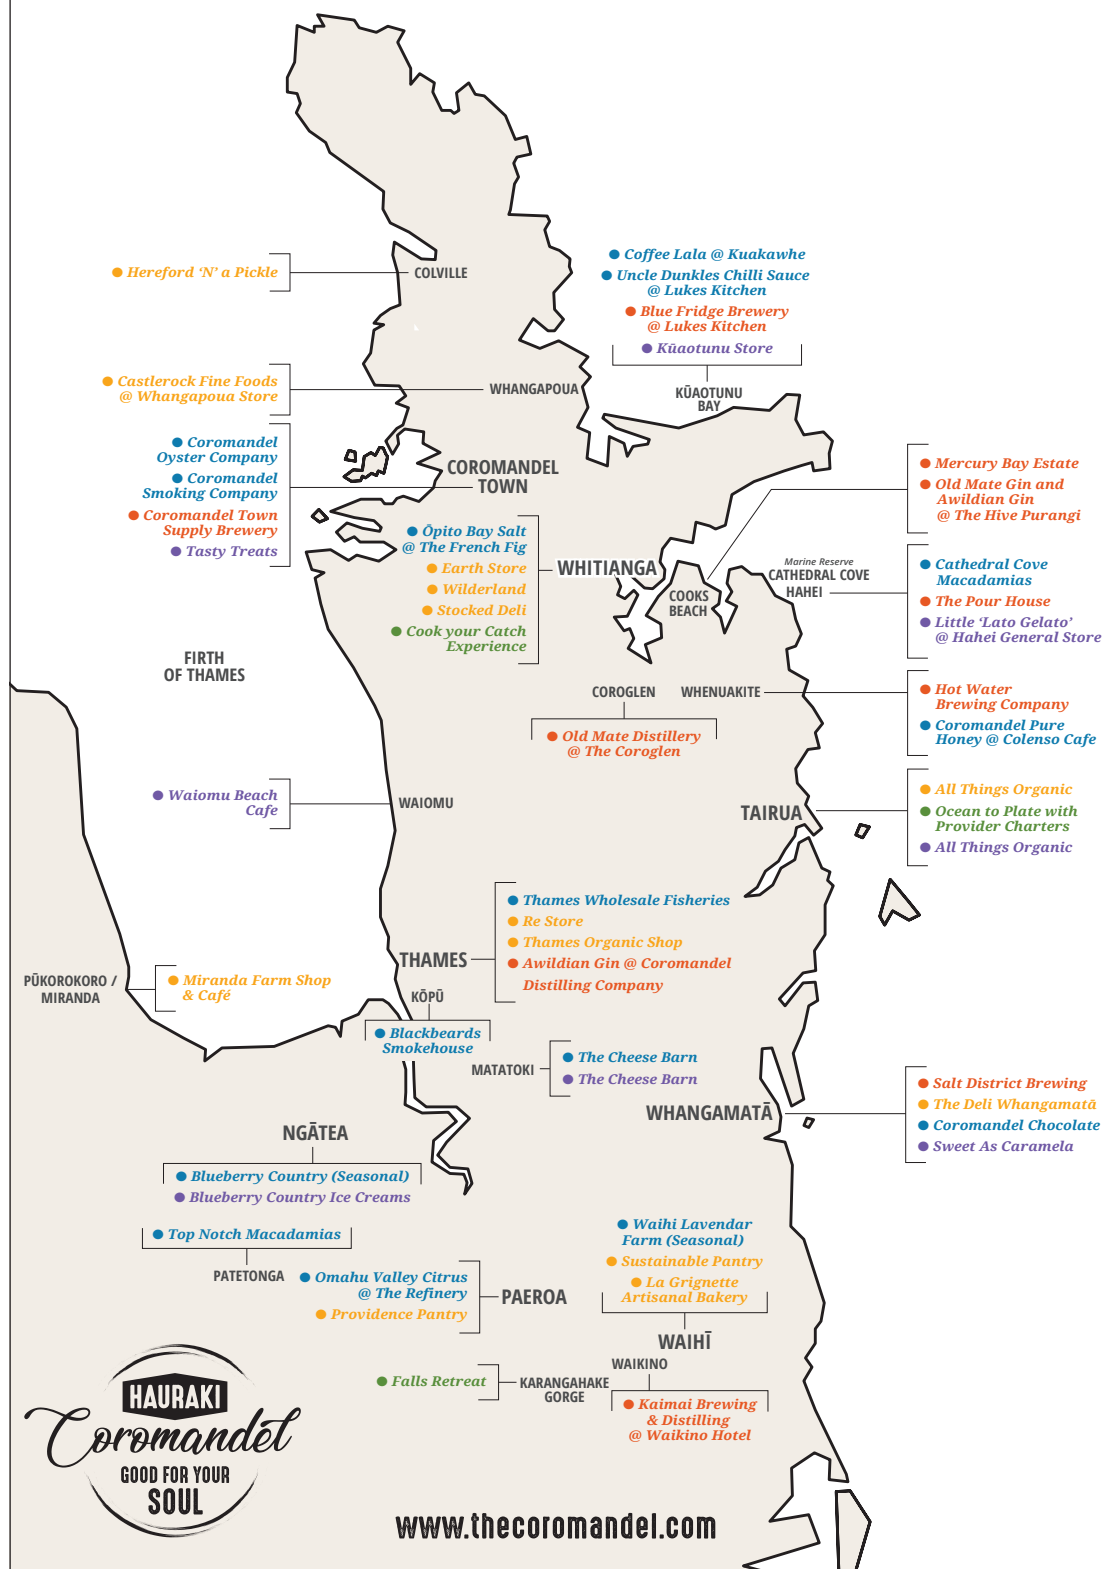 Hereford ‘N’ a Pickle
COLVILLE
Coffee Lala @ Kuakawhe
Uncle Dunkles Chilli Sauce
@ Lukes Kitchen
Blue Fridge Brewery
@ Lukes Kitchen
Kūaotunu Store
KŪAOTUNU
BAY
Castlerock Fine Foods
@ Whangapoua Store
WHANGAPOUA
Coromandel
Oyster Company
Coromandel
Smoking Company
Coromandel Town
Supply Brewery
Tasty Treats
COROMANDEL
TOWN
Mercury Bay Estate
Old Mate Gin and
Awildian Gin
@ The Hive Purangi
COOKS
BEACH
Ōpito Bay Salt
@ The French Fig
Earth Store
Wilderland
Stocked Deli
Cook your Catch
Experience
WHITIANGA
Marine Reserve
CATHEDRAL COVE
HAHEI
Cathedral Cove
Macadamias
The Pour House
Little ‘Lato Gelato’
@ Hahei General Store
FIRTH
OF THAMES
COROGLEN
Old Mate Distillery
@ The Coroglen
WHENUAKITE
Hot Water
Brewing Company
Coromandel Pure
Honey @ Colenso Cafe
Waiomu Beach
Cafe
WAIOMU
TAIRUA
All Things Organic
Ocean to Plate with
Provider Charters
All Things Organic
THAMES
Thames Wholesale Fisheries
Re Store
Thames Organic Shop
Awildian Gin @ Coromandel
Distilling Company
PŪKOROKORO /
MIRANDA
Miranda Farm Shop
& Café
KŌPŪ
Blackbeards
Smokehouse
MATATOKI
The Cheese Barn
The Cheese Barn
WHANGAMATĀ
Salt District Brewing
The Deli Whangamatā
Coromandel Chocolate
Sweet As Caramela
NGĀTEA
Blueberry Country (Seasonal)
Blueberry Country Ice Creams
Top Notch Macadamias
PATETONGA
Omahu Valley Citrus
@ The Refinery
Providence Pantry
PAEROA
Waihi Lavendar
Farm (Seasonal)
Sustainable Pantry
La Grignette
Artisanal Bakery
WAIHĪ
Falls Retreat
KARANGAHAKE
GORGE
WAIKINO
Kaimai Brewing
& Distilling
@ Waikino Hotel
HAURAKI
Coromandel
GOOD FOR YOUR
SOUL
www.thecoromandel.com